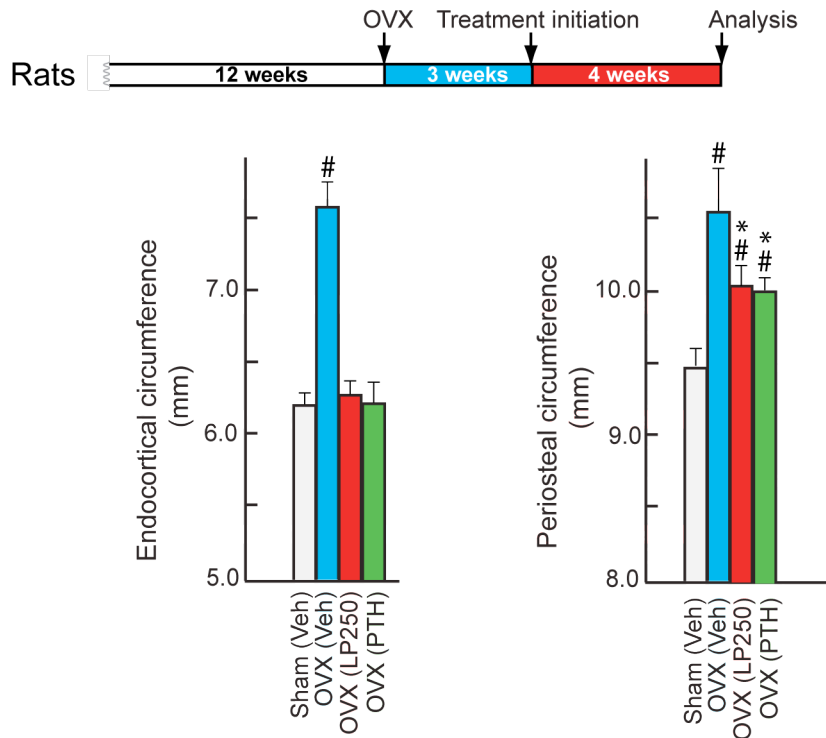 OVX
Treatment initiation
Analysis
Rats
12 weeks
3 weeks
4 weeks
Endocortical circumference
(mm)
7.0
6.0
5.0
#
Sham (Veh)
OVX (Veh)
OVX (LP250)
OVX (PTH)
Periosteal circumference
(mm)
10.0
9.0
8.0
#
*
#
*
#
Sham (Veh)
OVX (Veh)
OVX (LP250)
OVX (PTH)